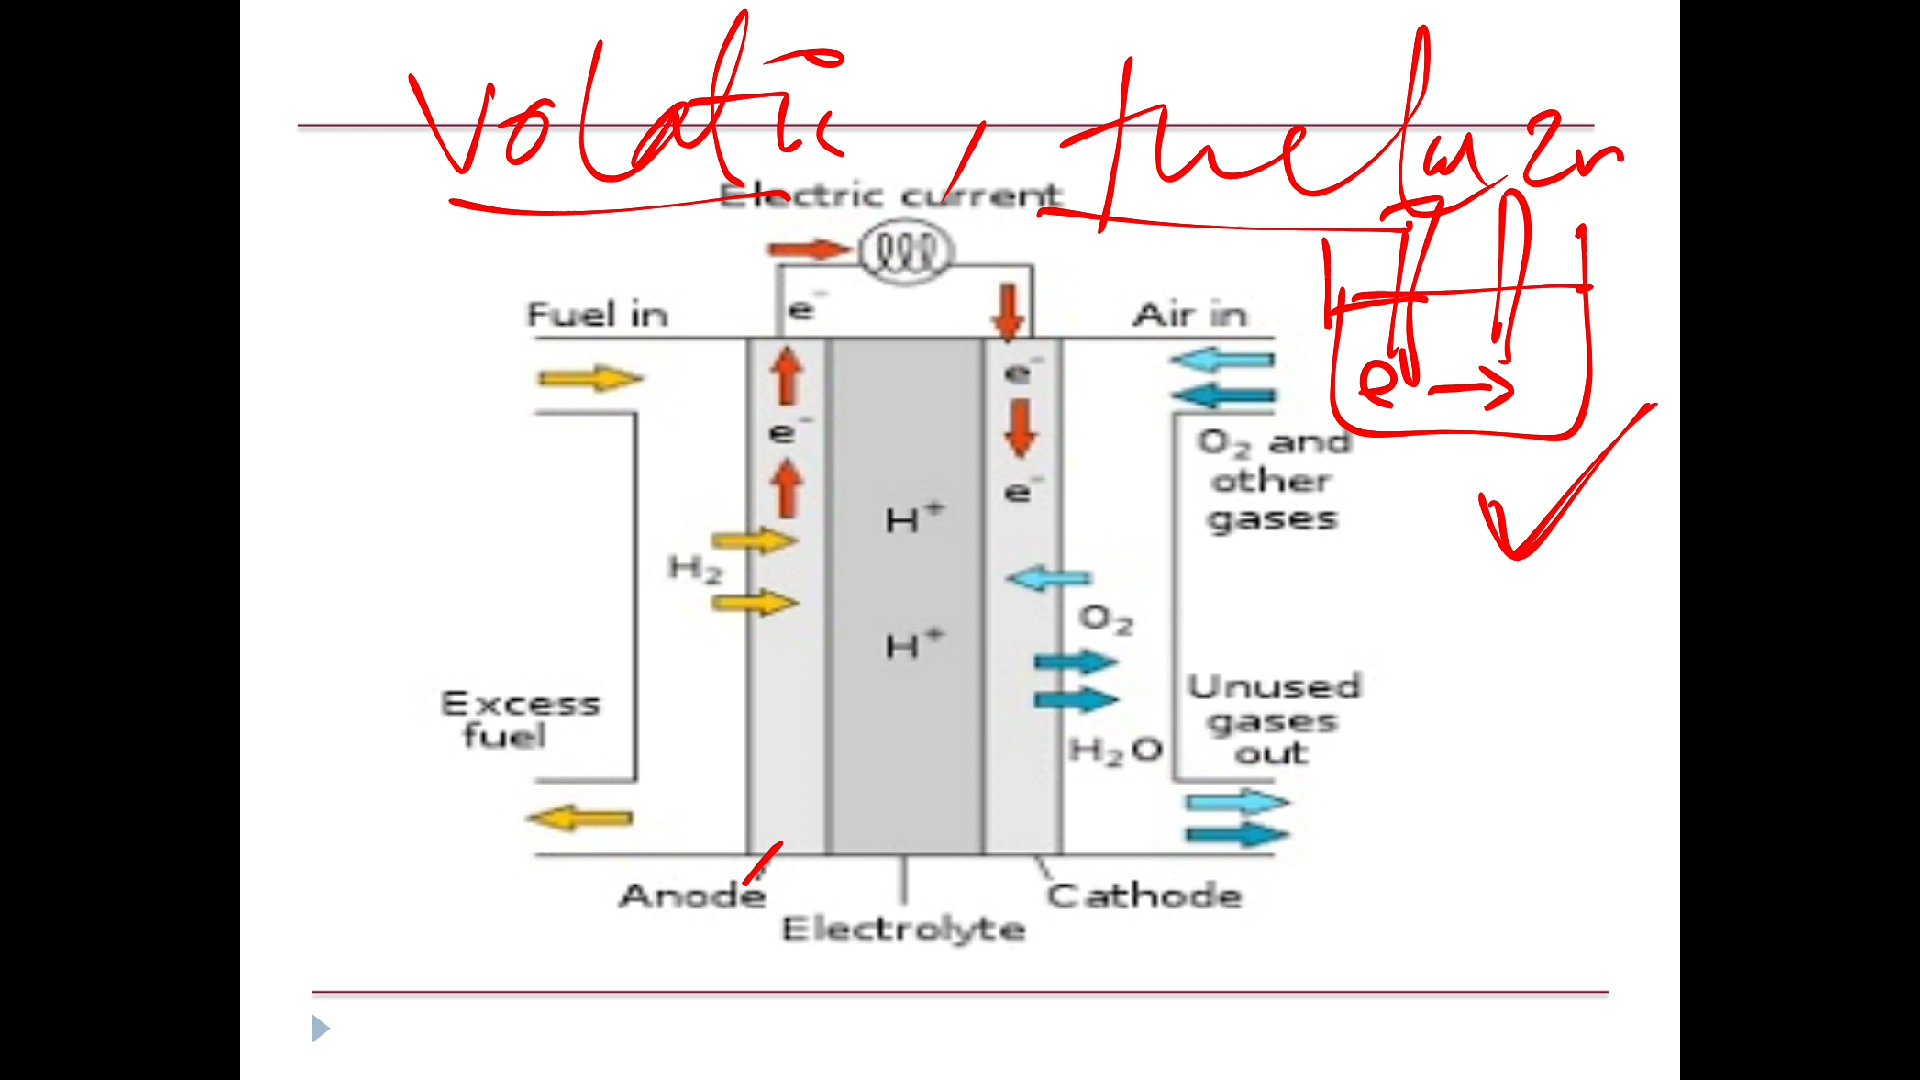 Volatic,
Electric current
e⁻
Fuel in
Air in
e⁻
e⁻
e⁻
e
O₂ and
other
gases
H⁺
H₂
O₂
H⁺
Excess
fuel
Unused
gases
out
H₂O
Anode
Cathode
Electrolyte